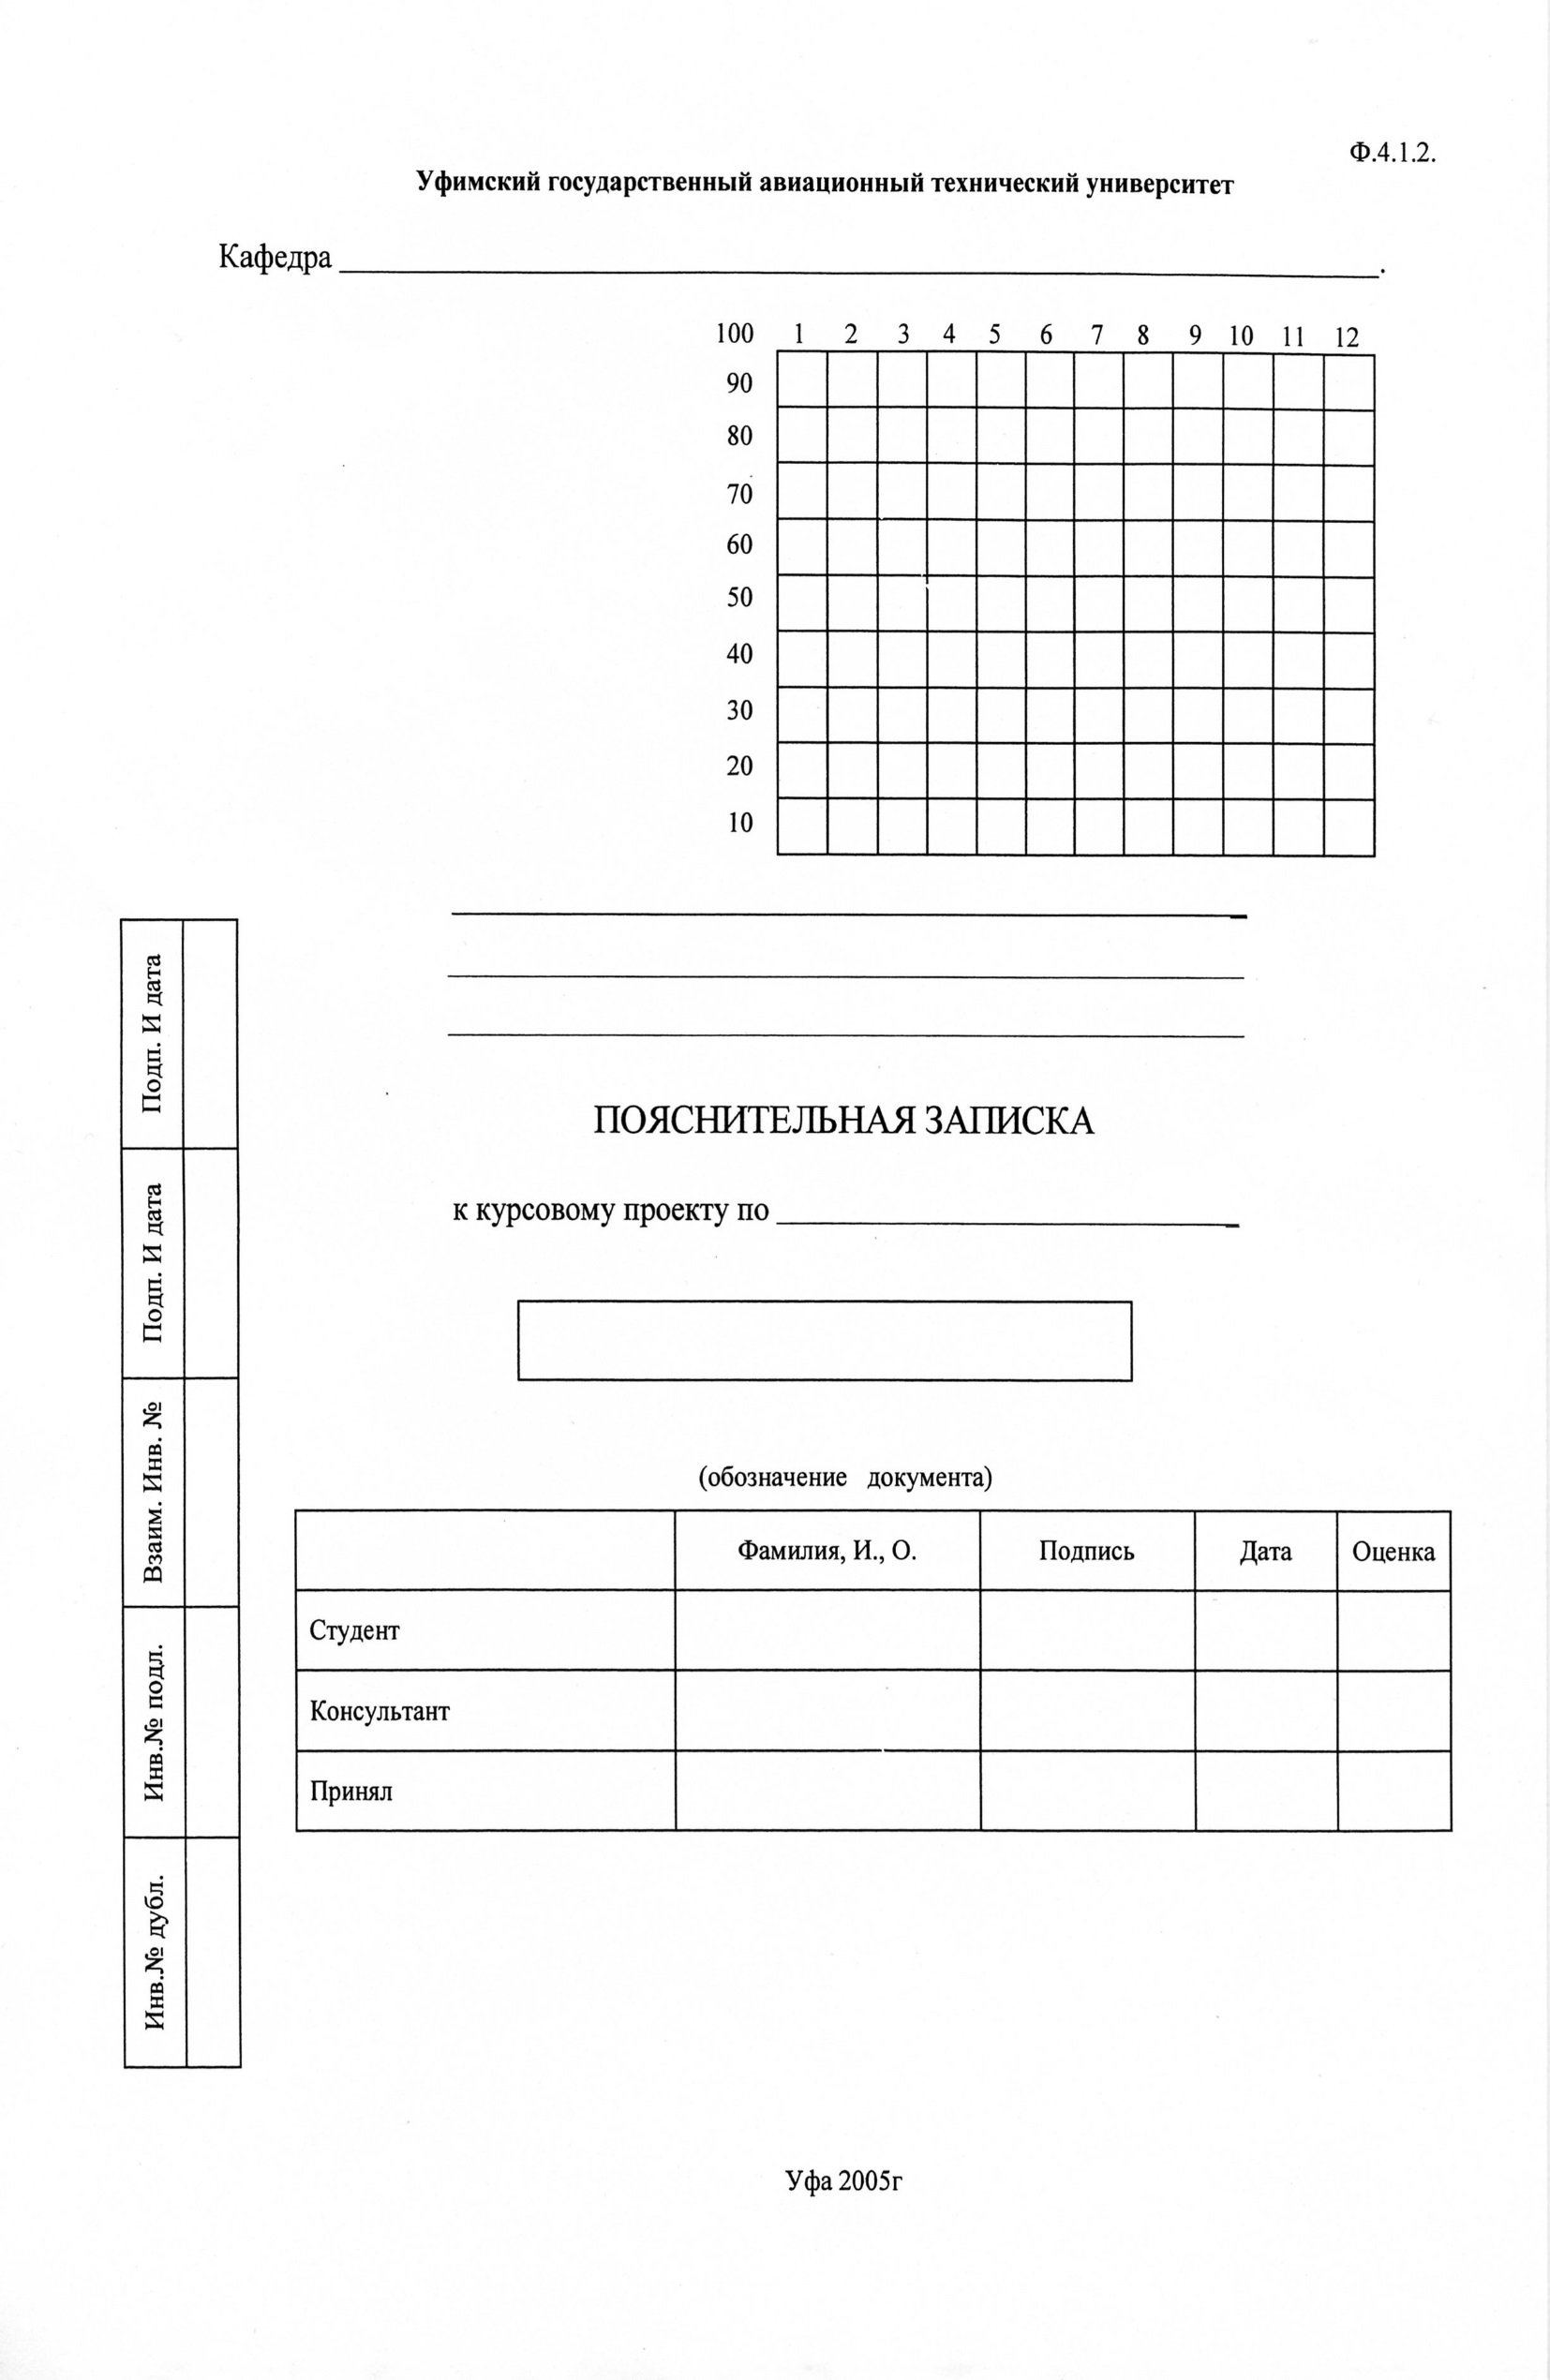 Ф.4.1.2.
Уфимский государственный авиационный технический университет
Кафедра
100 1 2 3 4 5 6 7 8 9 10 11 12
90
80
70
60
50
40
30
20
10
ПОЯСНИТЕЛЬНАЯ ЗАПИСКА
к курсовому проекту по
(обозначение документа)
Фамилия, И., О. Подпись Дата Оценка
Студент
Консультант
Принял
Подп. И дата
Подп. И дата
Взаим. Инв. №
Инв.№ подл.
Инв.№ дубл.
Уфа 2005г